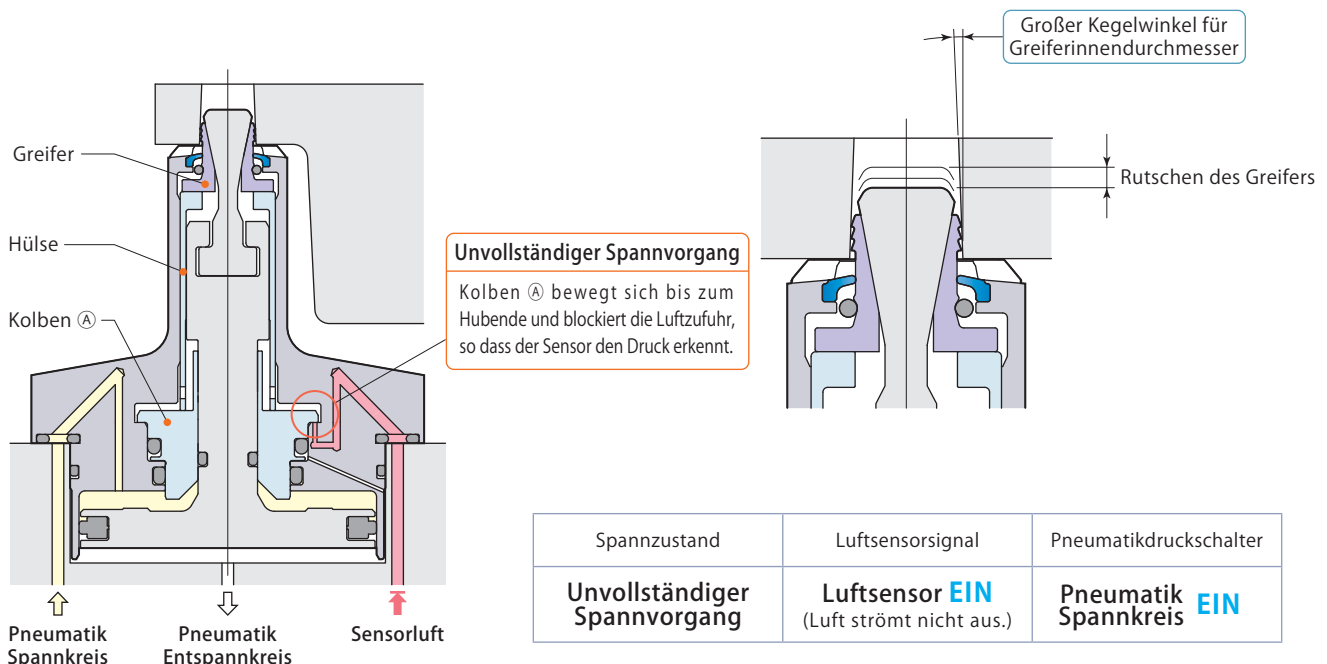 Großer Kegelwinkel für
Greiferinnendurchmesser
Greifer
Rutschen des Greifers
Hülse
Kolben Ⓐ
Unvollständiger Spannvorgang
Kolben Ⓐ bewegt sich bis zum
Hubende und blockiert die Luftzufuhr,
so dass der Sensor den Druck erkennt.
Pneumatik
Spannkreis
Pneumatik
Entspannkreis
Sensorluft
Spannzustand
Luftsensorsignal
Pneumatikdruckschalter
Unvollständiger
Spannvorgang
Luftsensor EIN
(Luft strömt nicht aus.)
Pneumatik
Spannkreis EIN